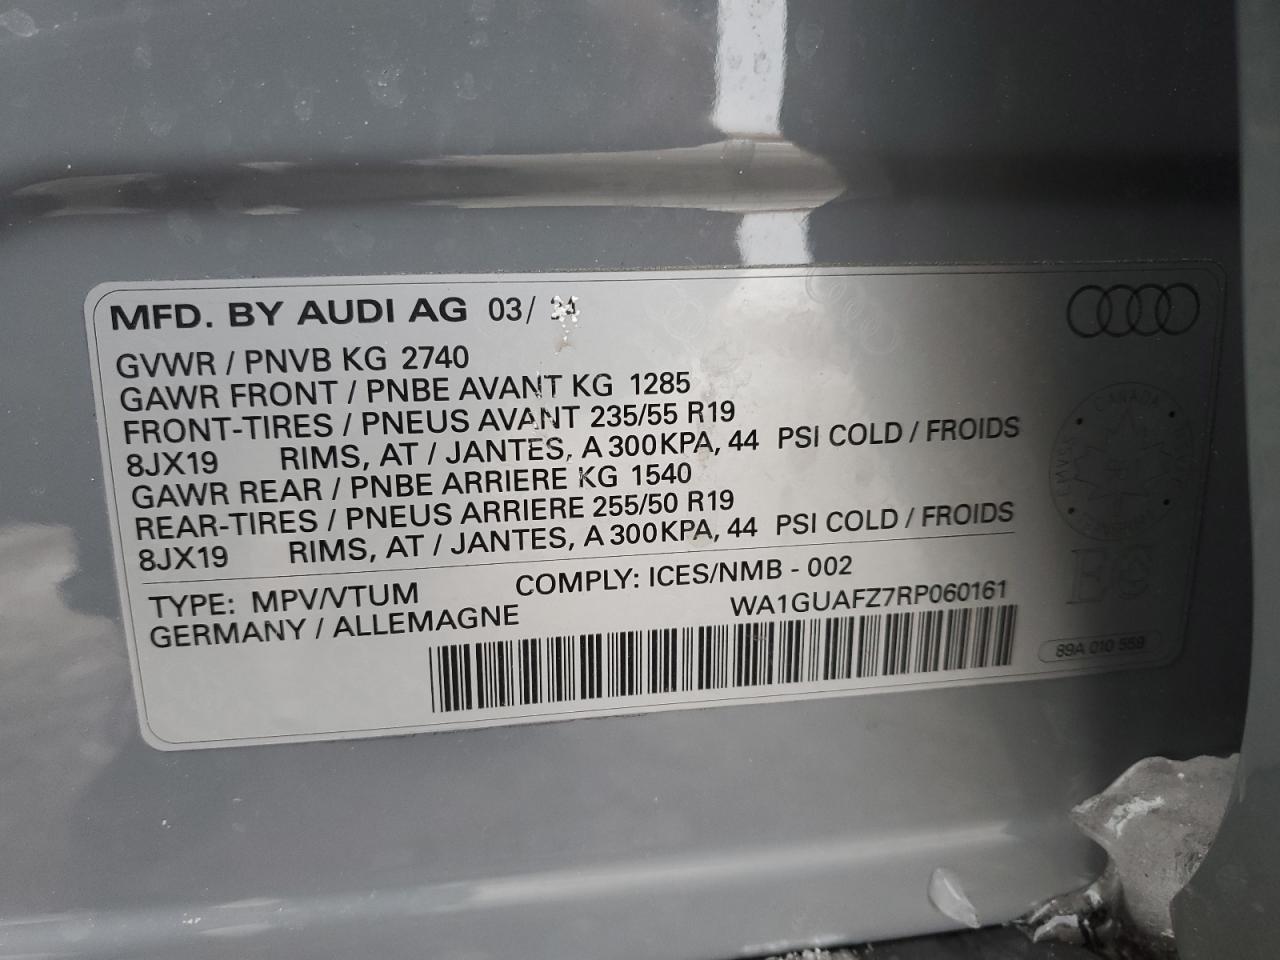 MFD. BY AUDI AG 03/ 24
GVWR / PNVB KG 2740
GAWR FRONT / PNBE AVANT KG 1285
FRONT-TIRES / PNEUS AVANT 235/55 R19
8JX19 RIMS, AT / JANTES, A 300KPA, 44 PSI COLD / FROIDS
GAWR REAR / PNBE ARRIERE KG 1540
REAR-TIRES / PNEUS ARRIERE 255/50 R19
8JX19 RIMS, AT / JANTES, A 300KPA, 44 PSI COLD / FROIDS
TYPE: MPV/VTUM COMPLY: ICES/NMB - 002
GERMANY / ALLEMAGNE WA1GUAFZ7RP060161
CANADA
89A 010 559